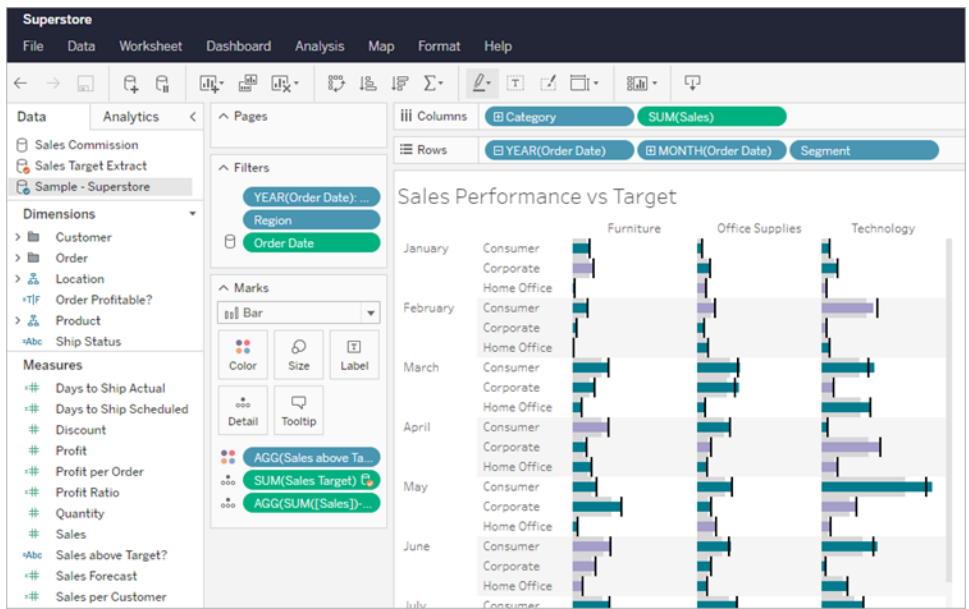 Superstore
File Data Worksheet Dashboard Analysis Map Format Help
Data Analytics
Sales Commission
Sales Target Extract
Sample - Superstore
Dimensions
Customer
Order
Location
T|F Order Profitable?
Product
Abc Ship Status
Measures
Days to Ship Actual
Days to Ship Scheduled
Discount
Profit
Profit per Order
Profit Ratio
Quantity
Sales
Abc Sales above Target?
Sales Forecast
Sales per Customer
Pages
Filters
YEAR(Order Date): ...
Region
Order Date
Marks
Bar
Color Size Label
Detail Tooltip
AGG(Sales above Ta...
SUM(Sales Target)
AGG(SUM([Sales])-...
Columns Category SUM(Sales)
Rows YEAR(Order Date) MONTH(Order Date) Segment
Sales Performance vs Target
Furniture Office Supplies Technology
January Consumer
Corporate
Home Office
February Consumer
Corporate
Home Office
March Consumer
Corporate
Home Office
April Consumer
Corporate
Home Office
May Consumer
Corporate
Home Office
June Consumer
Corporate
Home Office
July Consumer